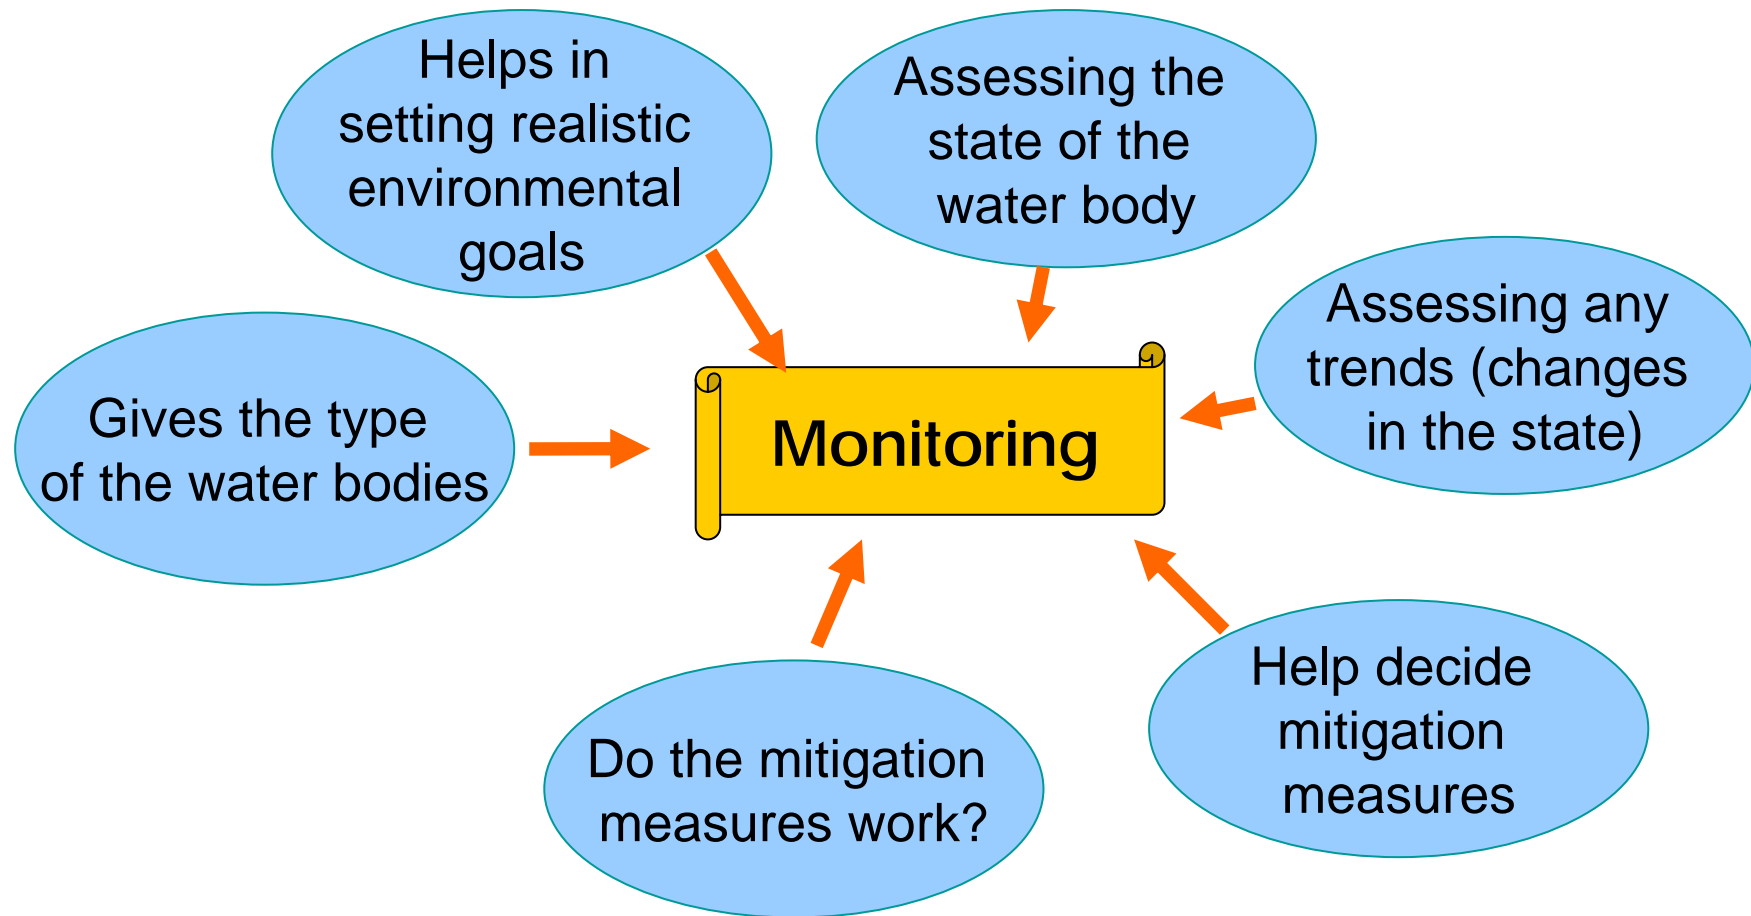 Helps in
setting realistic
environmental
goals
Assessing the
state of the
water body
Assessing any
trends (changes
in the state)
Gives the type
of the water bodies
Monitoring
Help decide
mitigation
measures
Do the mitigation
measures work?